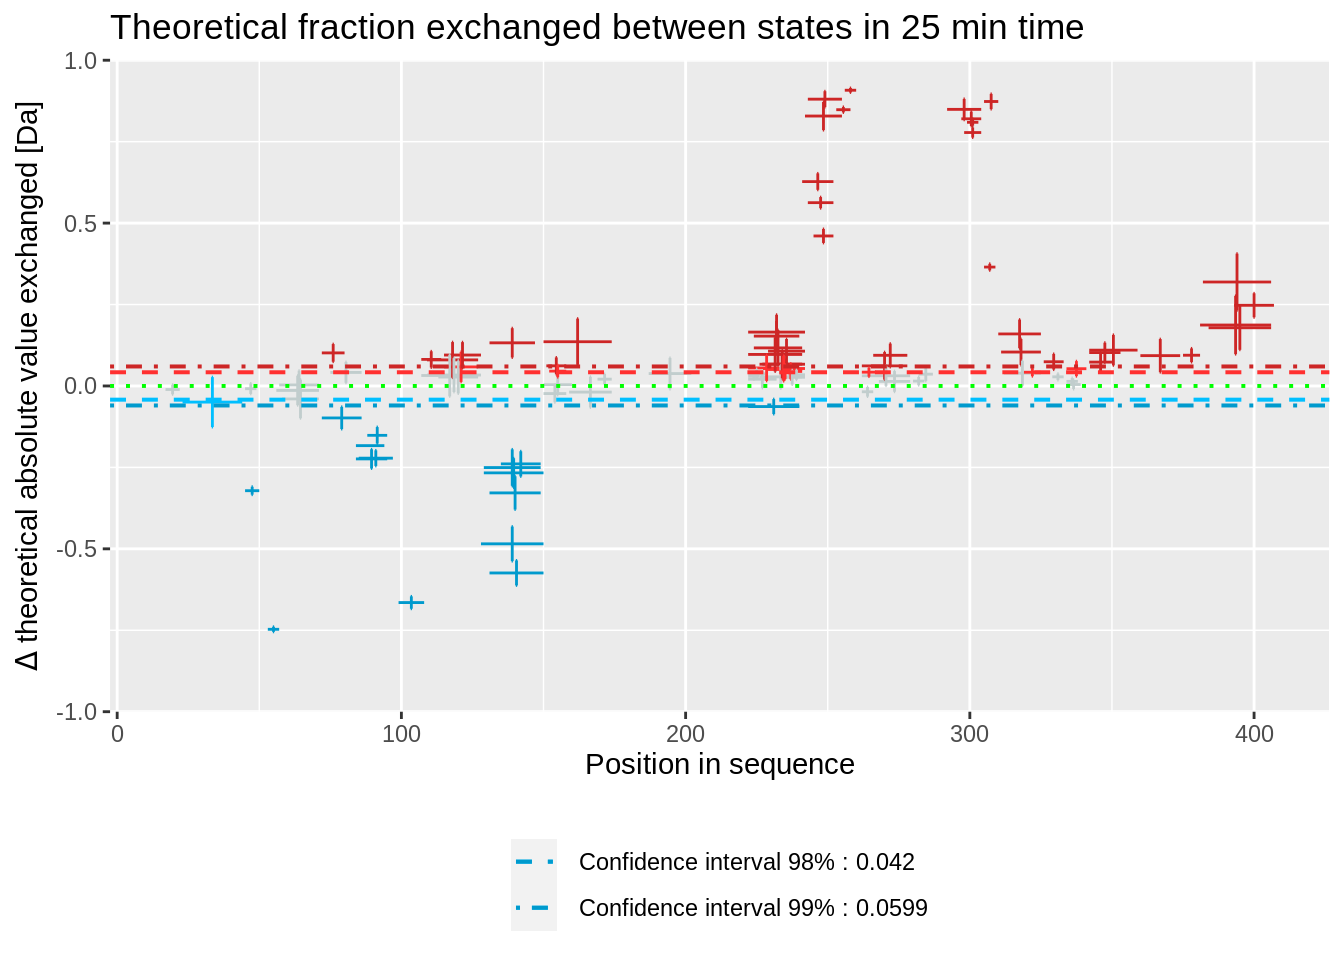 Theoretical fraction exchanged between states in 25 min time
Δ theoretical absolute value exchanged [Da]
1.0
0.5
0.0
-0.5
-1.0
0
100
200
300
400
Position in sequence
Confidence interval 98% : 0.042
Confidence interval 99% : 0.0599